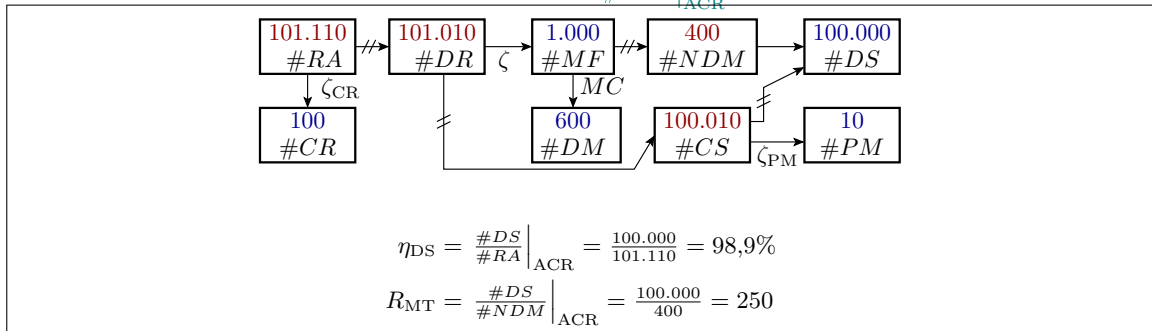 ACR
101.110 101.010 1.000 400 100.000
#RA #DR ζ #MF #NDM #DS
ζCR MC
100 600 100.010 10
#CR #DM #CS ζPM #PM
ηDS = #DS/#RA |ACR = 100.000/101.110 = 98,9%
RMT = #DS/#NDM |ACR = 100.000/400 = 250